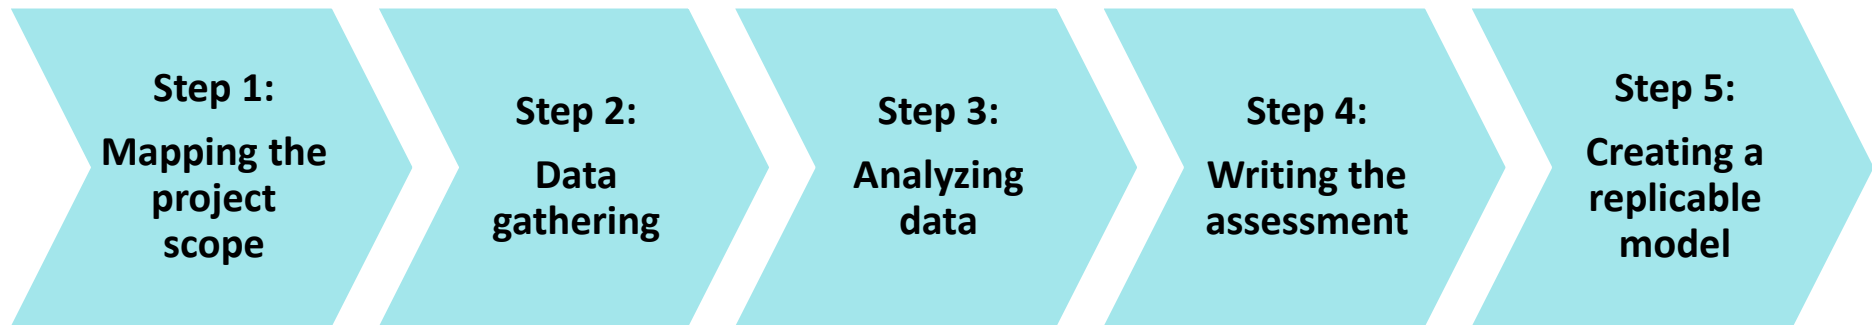 Step 1:
Mapping the
project
scope
Step 2:
Data
gathering
Step 3:
Analyzing
data
Step 4:
Writing the
assessment
Step 5:
Creating a
replicable
model